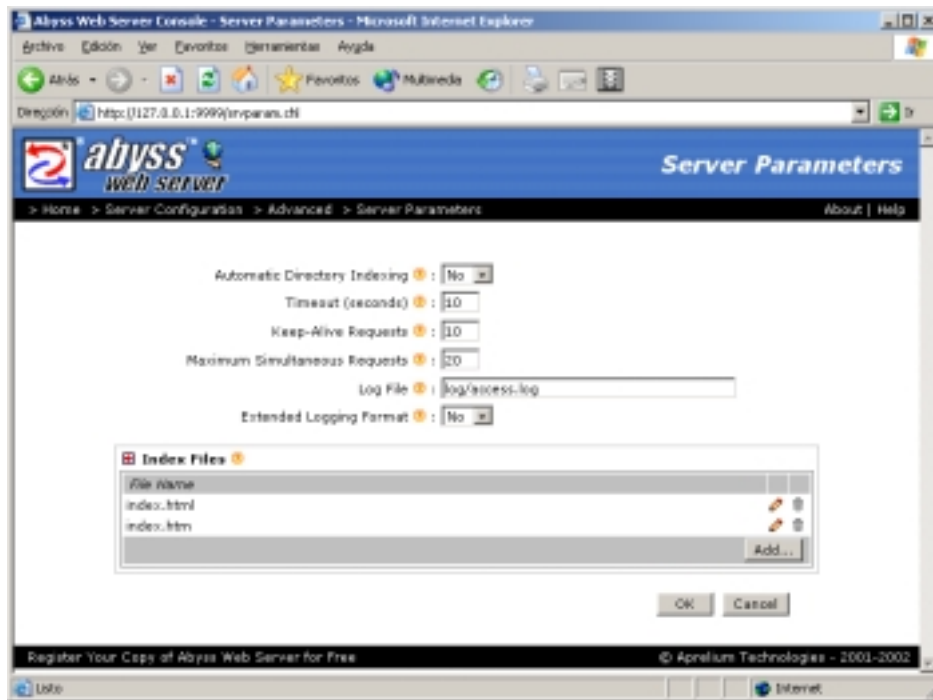 Abyss Web Server Console - Server Parameters - Microsoft Internet Explorer
Archivo Edición Ver Favoritos Herramientas Ayuda
Atrás Favoritos Multimedia
Dirección http://127.0.0.1:9999/srvparam.chl Ir
abyss
web server
Server Parameters
> Home > Server Configuration > Advanced > Server Parameters About | Help
Automatic Directory Indexing : No
Timeout (seconds) : 10
Keep-Alive Requests : 10
Maximum Simultaneous Requests : 20
Log File : log/access.log
Extended Logging Format : No
Index Files
File Name
index.html
index.htm
Add...
OK Cancel
Register Your Copy of Abyss Web Server for Free © Aprelium Technologies - 2001-2002
Listo Internet